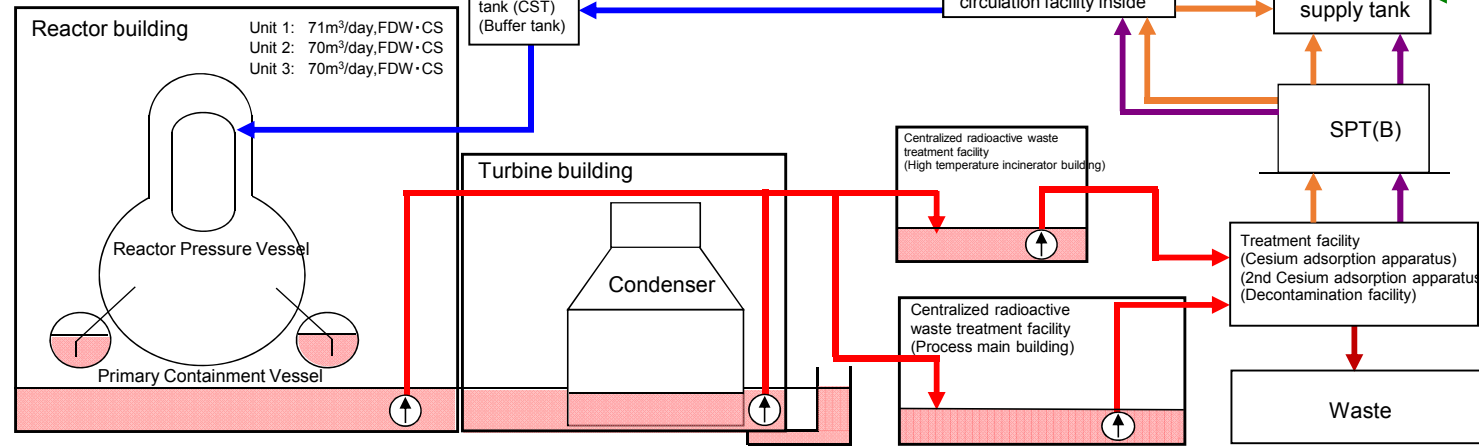 tank (CST)
(Buffer tank)
circulation facility inside
supply tank
Reactor building
Unit 1: 71m³/day,FDW・CS
Unit 2: 70m³/day,FDW・CS
Unit 3: 70m³/day,FDW・CS
SPT(B)
Centralized radioactive waste
treatment facility
(High temperature incinerator building)
Turbine building
Reactor Pressure Vessel
Condenser
Treatment facility
(Cesium adsorption apparatus)
(2nd Cesium adsorption apparatus
(Decontamination facility)
Centralized radioactive
waste treatment facility
(Process main building)
Primary Containment Vessel
Waste